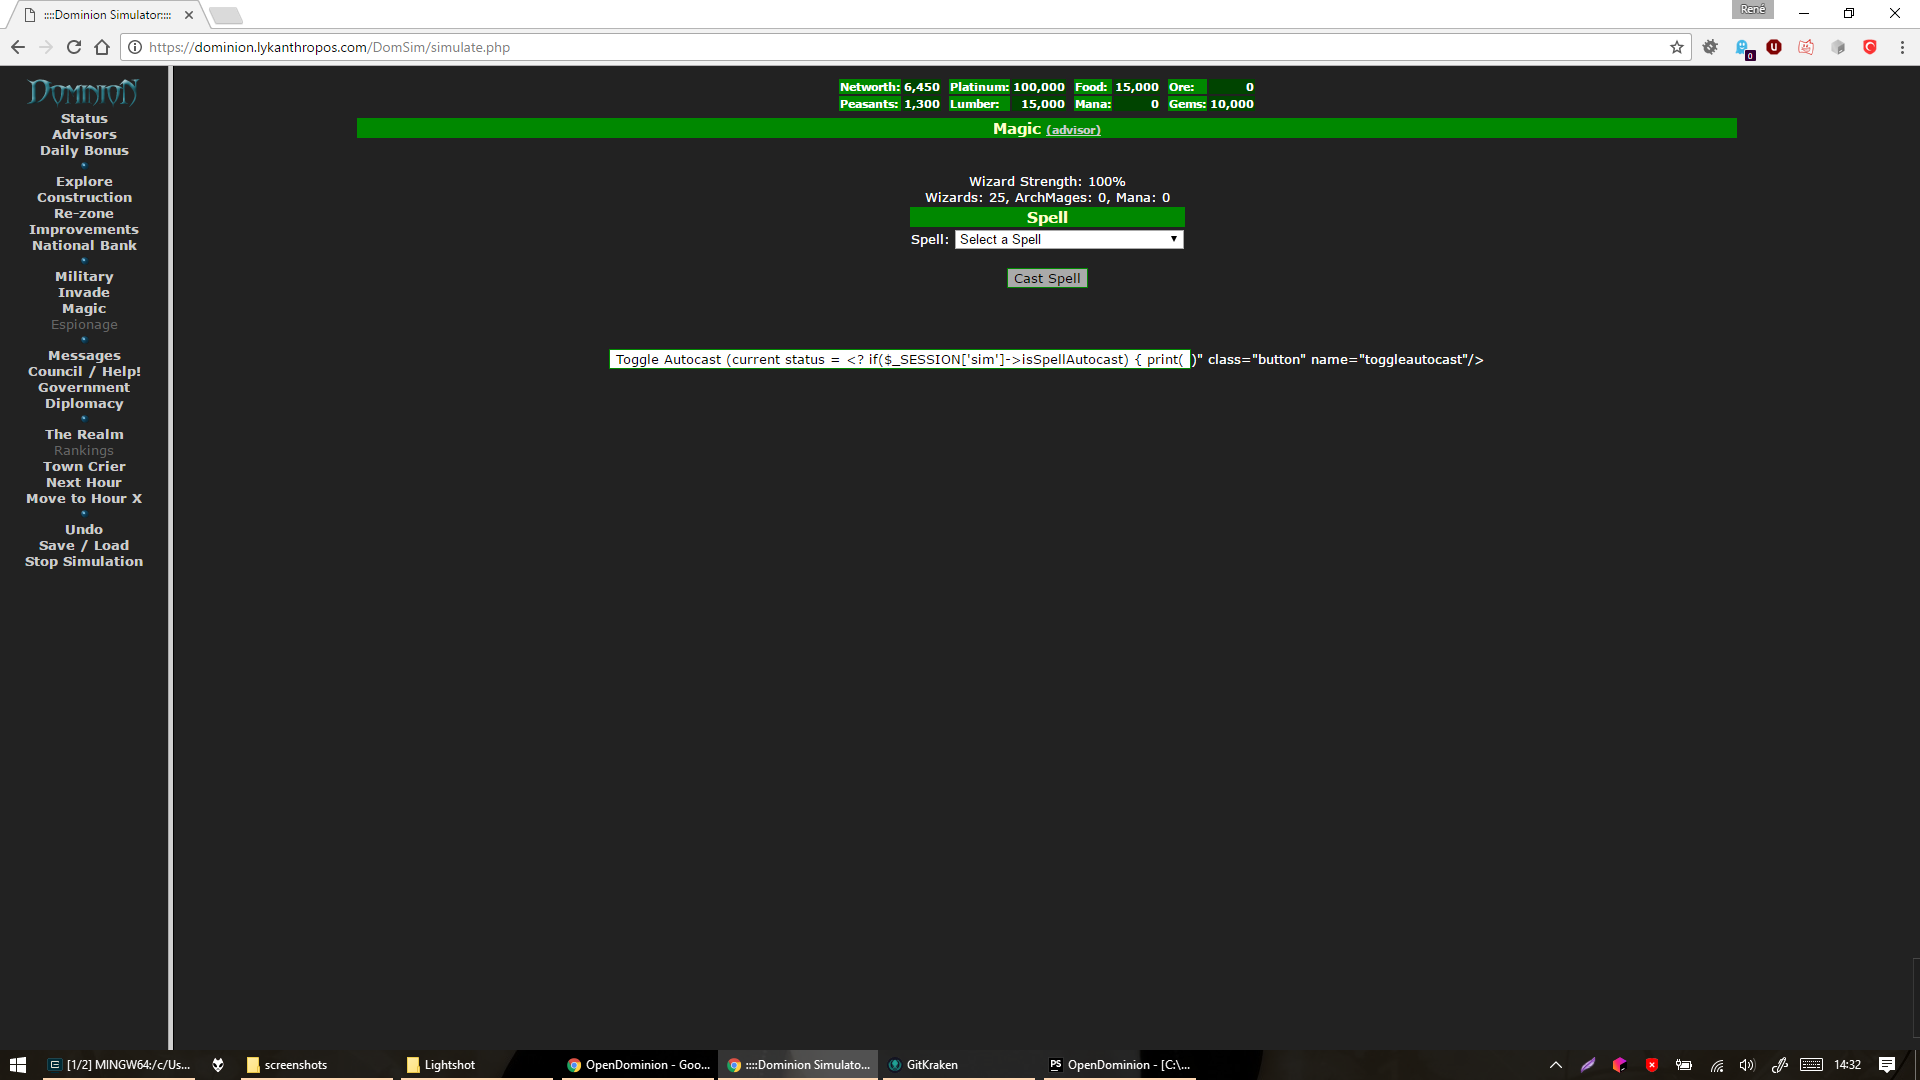 ::::Dominion Simulator::::
René
https://dominion.lykanthropos.com/DomSim/simulate.php
0
DOMINION
Status
Advisors
Daily Bonus
Explore
Construction
Re-zone
Improvements
National Bank
Military
Invade
Magic
Espionage
Messages
Council / Help!
Government
Diplomacy
The Realm
Rankings
Town Crier
Next Hour
Move to Hour X
Undo
Save / Load
Stop Simulation
Networth: 6,450 Platinum: 100,000 Food: 15,000 Ore: 0
Peasants: 1,300 Lumber: 15,000 Mana: 0 Gems: 10,000
Magic (advisor)
Wizard Strength: 100%
Wizards: 25, ArchMages: 0, Mana: 0
Spell
Spell: Select a Spell
Cast Spell
Toggle Autocast (current status = <? if($_SESSION['sim']->isSpellAutocast) { print( )" class="button" name="toggleautocast"/>
[1/2] MINGW64:/c/Us...
screenshots
Lightshot
OpenDominion - Goo...
::::Dominion Simulato...
GitKraken
PS OpenDominion - [C:\...
14:32